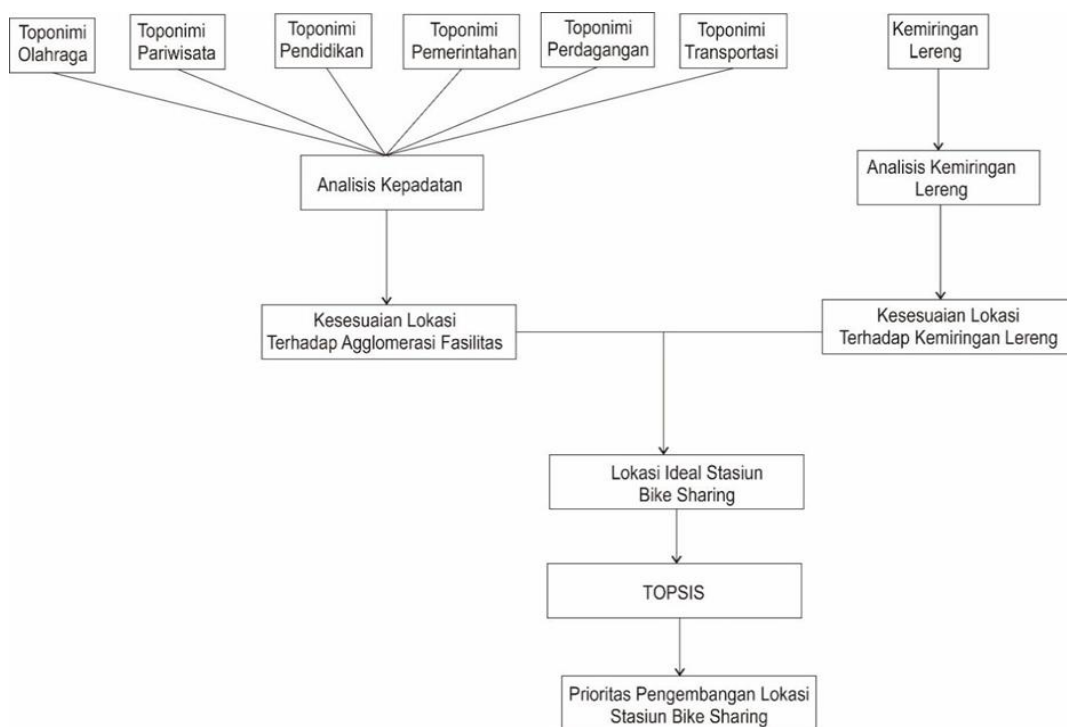 Toponimi
Olahraga
Toponimi
Pariwisata
Toponimi
Pendidikan
Toponimi
Pemerintahan
Toponimi
Perdagangan
Toponimi
Transportasi
Kemiringan
Lereng
Analisis Kepadatan
Analisis Kemiringan
Lereng
Kesesuaian Lokasi
Terhadap Agglomerasi Fasilitas
Kesesuaian Lokasi
Terhadap Kemiringan Lereng
Lokasi Ideal Stasiun
Bike Sharing
TOPSIS
Prioritas Pengembangan Lokasi
Stasiun Bike Sharing